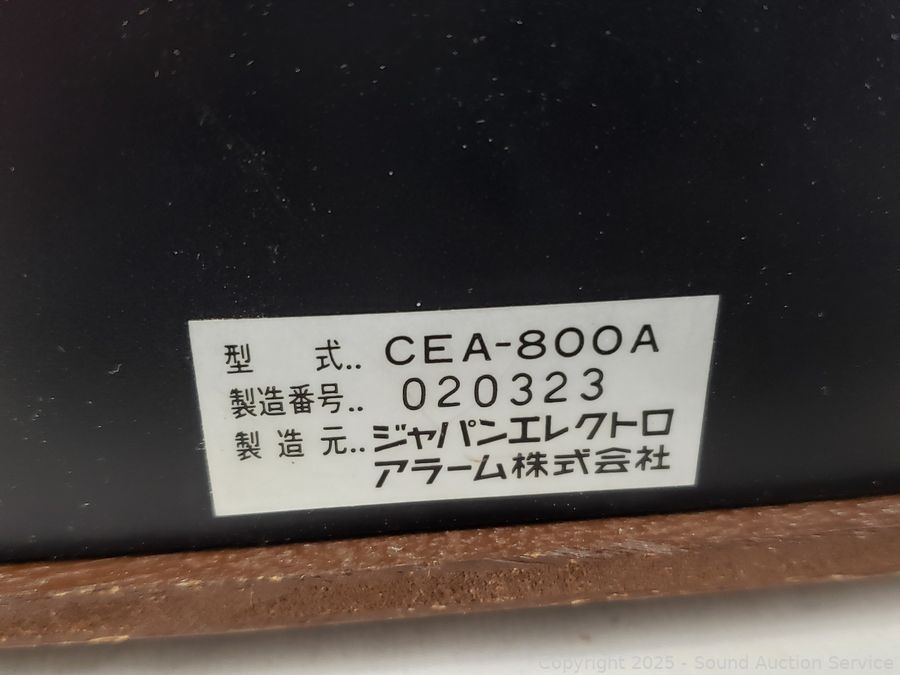 型　　式.. CEA-800A
製造番号.. 020323
製 造 元.. ジャパンエレクトロ
アラーム株式会社
Copyright 2025 - Sound Auction Service